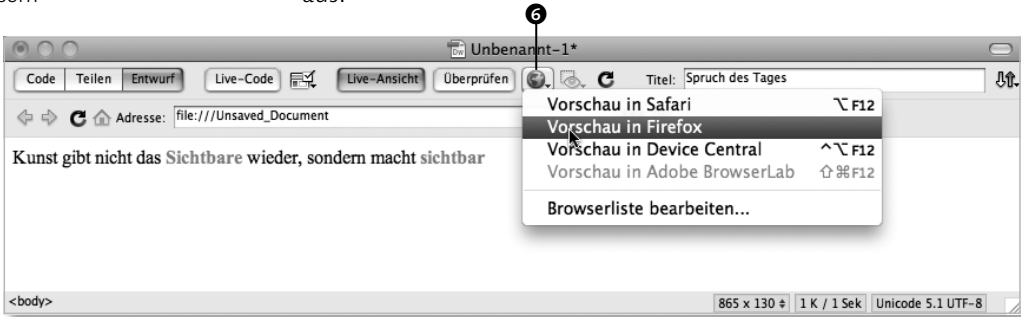 aus.
6
Unbenannt-1*
Code Teilen Entwurf Live-Code Live-Ansicht Überprüfen Titel: Spruch des Tages
Adresse: file:///Unsaved_Document
Vorschau in Safari ⌥F12
Vorschau in Firefox
Vorschau in Device Central ^⌥F12
Vorschau in Adobe BrowserLab ⇧⌘F12
Browserliste bearbeiten...
Kunst gibt nicht das Sichtbare wieder, sondern macht sichtbar
<body> 865 x 130 1 K / 1 Sek Unicode 5.1 UTF-8